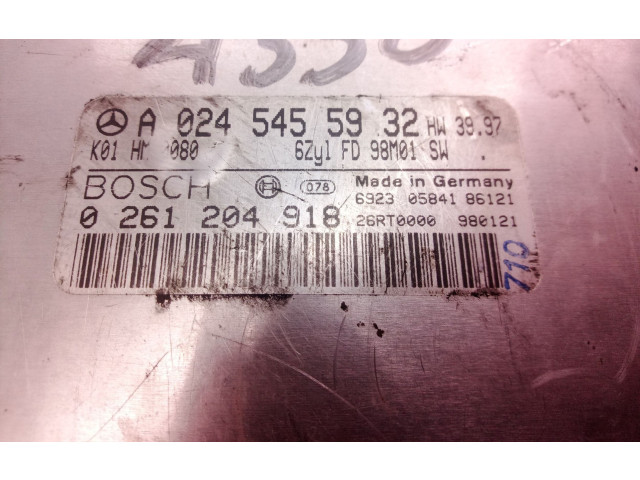 A 024 545 59 32 HW 39.97
K01 HM 080 6Zyl FD 98M01 SW .
BOSCH 078 Made in Germany
6923 05841 86121
0 261 204 918 26RT0000 980121
710